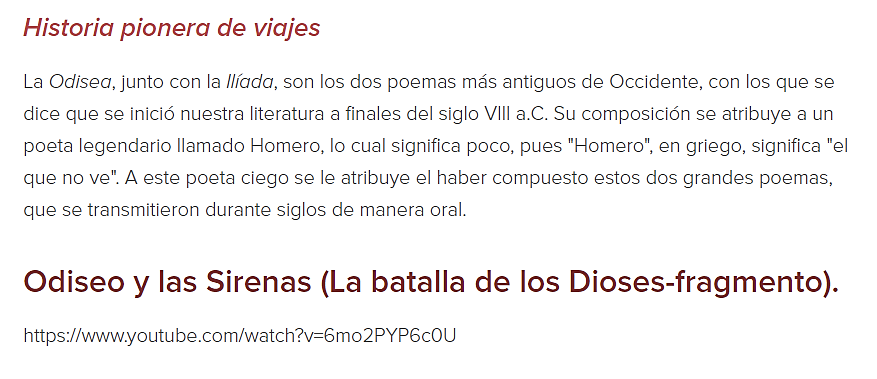 Historia pionera de viajes
La Odisea, junto con la Ilíada, son los dos poemas más antiguos de Occidente, con los que se
dice que se inició nuestra literatura a finales del siglo VIII a.C. Su composición se atribuye a un
poeta legendario llamado Homero, lo cual significa poco, pues "Homero", en griego, significa "el
que no ve". A este poeta ciego se le atribuye el haber compuesto estos dos grandes poemas,
que se transmitieron durante siglos de manera oral.
Odiseo y las Sirenas (La batalla de los Dioses-fragmento).
https://www.youtube.com/watch?v=6mo2PYP6c0U